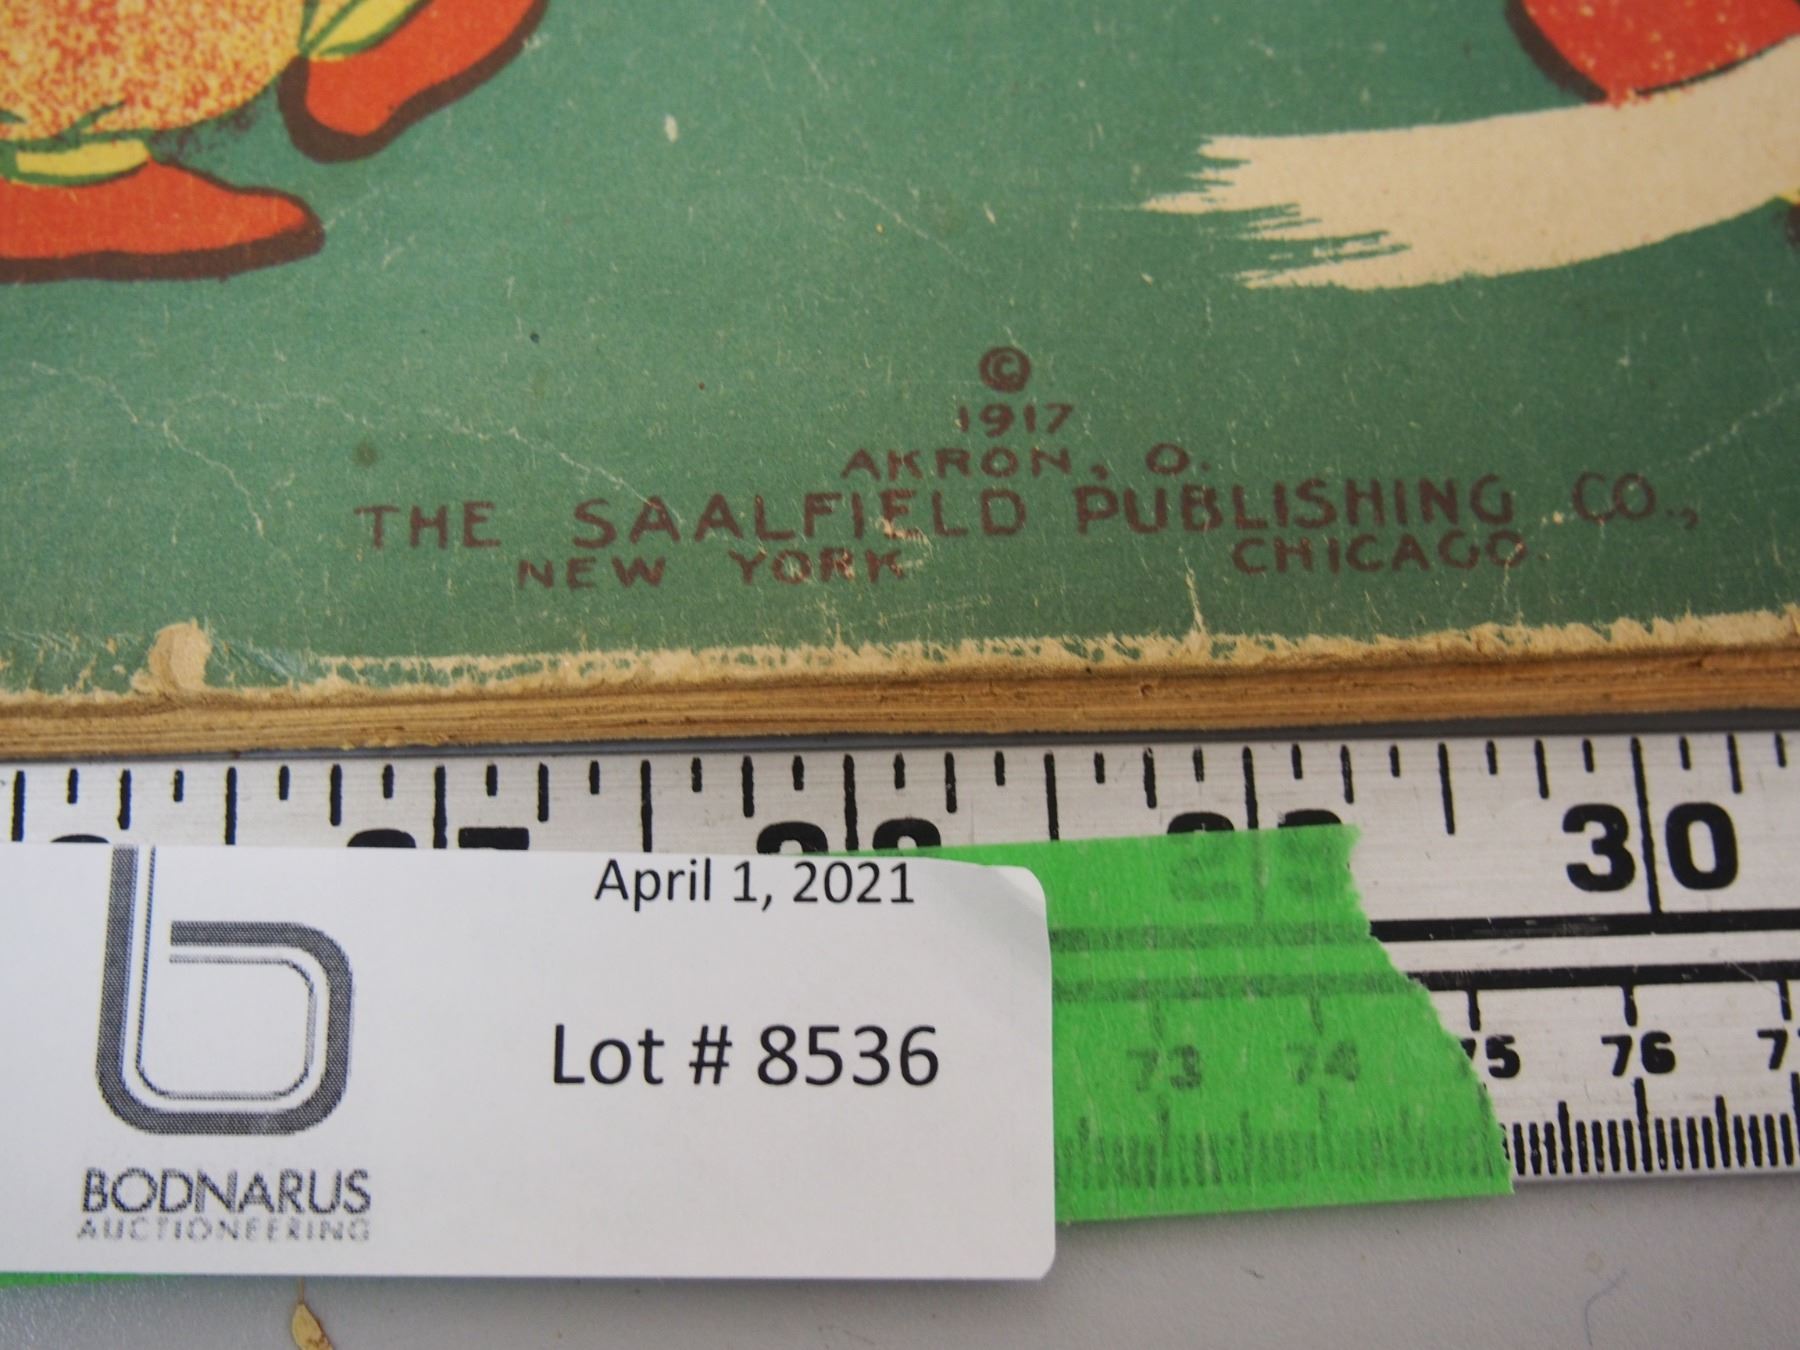 ©
1917
AKRON, O.
THE SAALFIELD PUBLISHING CO.,
NEW YORK CHICAGO.
30
April 1, 2021
Lot # 8536
73 74 75 76
BODNARUS
AUCTIONEERING